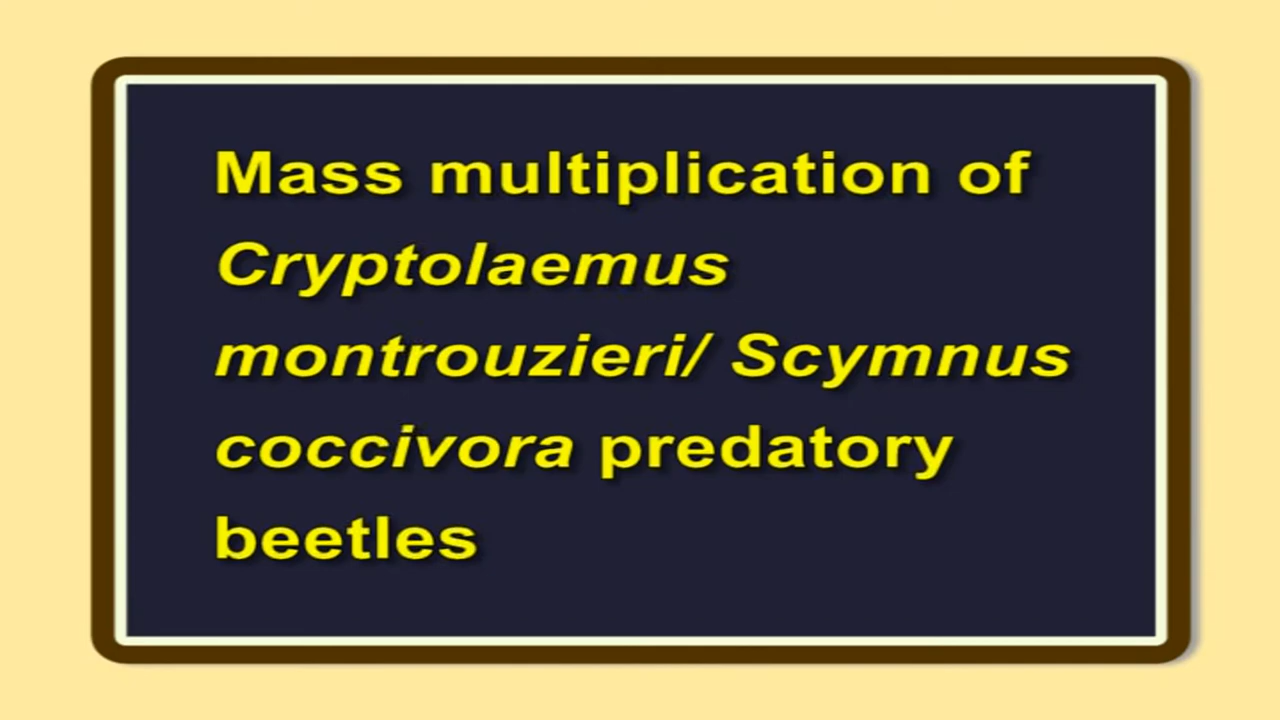 Mass multiplication of
Cryptolaemus
montrouzieri/ Scymnus
coccivora predatory
beetles